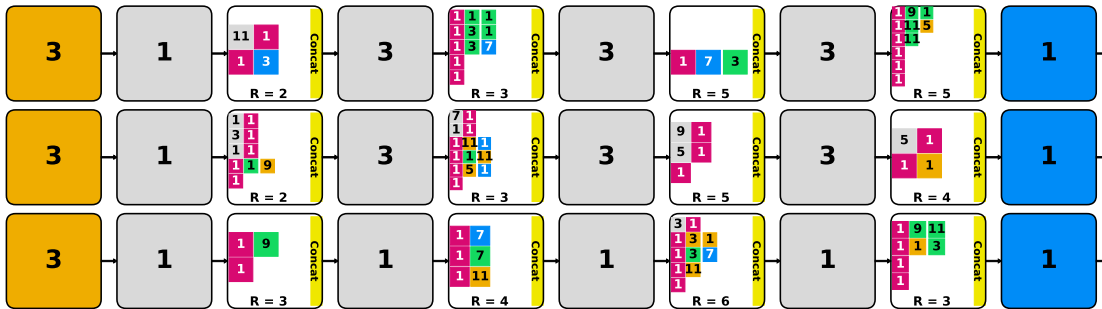 3 1 11 1 1 3 Concat R = 2 3 1 1 1 1 3 1 1 3 7 1 1 Concat R = 3 3 1 7 3 Concat R = 5 3 1 9 1 1 11 5 1 11 1 1 1 Concat R = 5 1
3 1 1 1 3 1 1 1 1 1 9 1 Concat R = 2 3 7 1 1 1 1 11 1 1 1 11 1 5 1 1 Concat R = 3 3 9 1 5 1 1 Concat R = 5 3 5 1 1 1 Concat R = 4 1
3 1 1 9 1 Concat R = 3 1 1 7 1 7 1 11 Concat R = 4 1 3 1 1 3 1 1 3 7 1 11 1 Concat R = 6 1 1 9 11 1 1 3 1 1 Concat R = 3 1